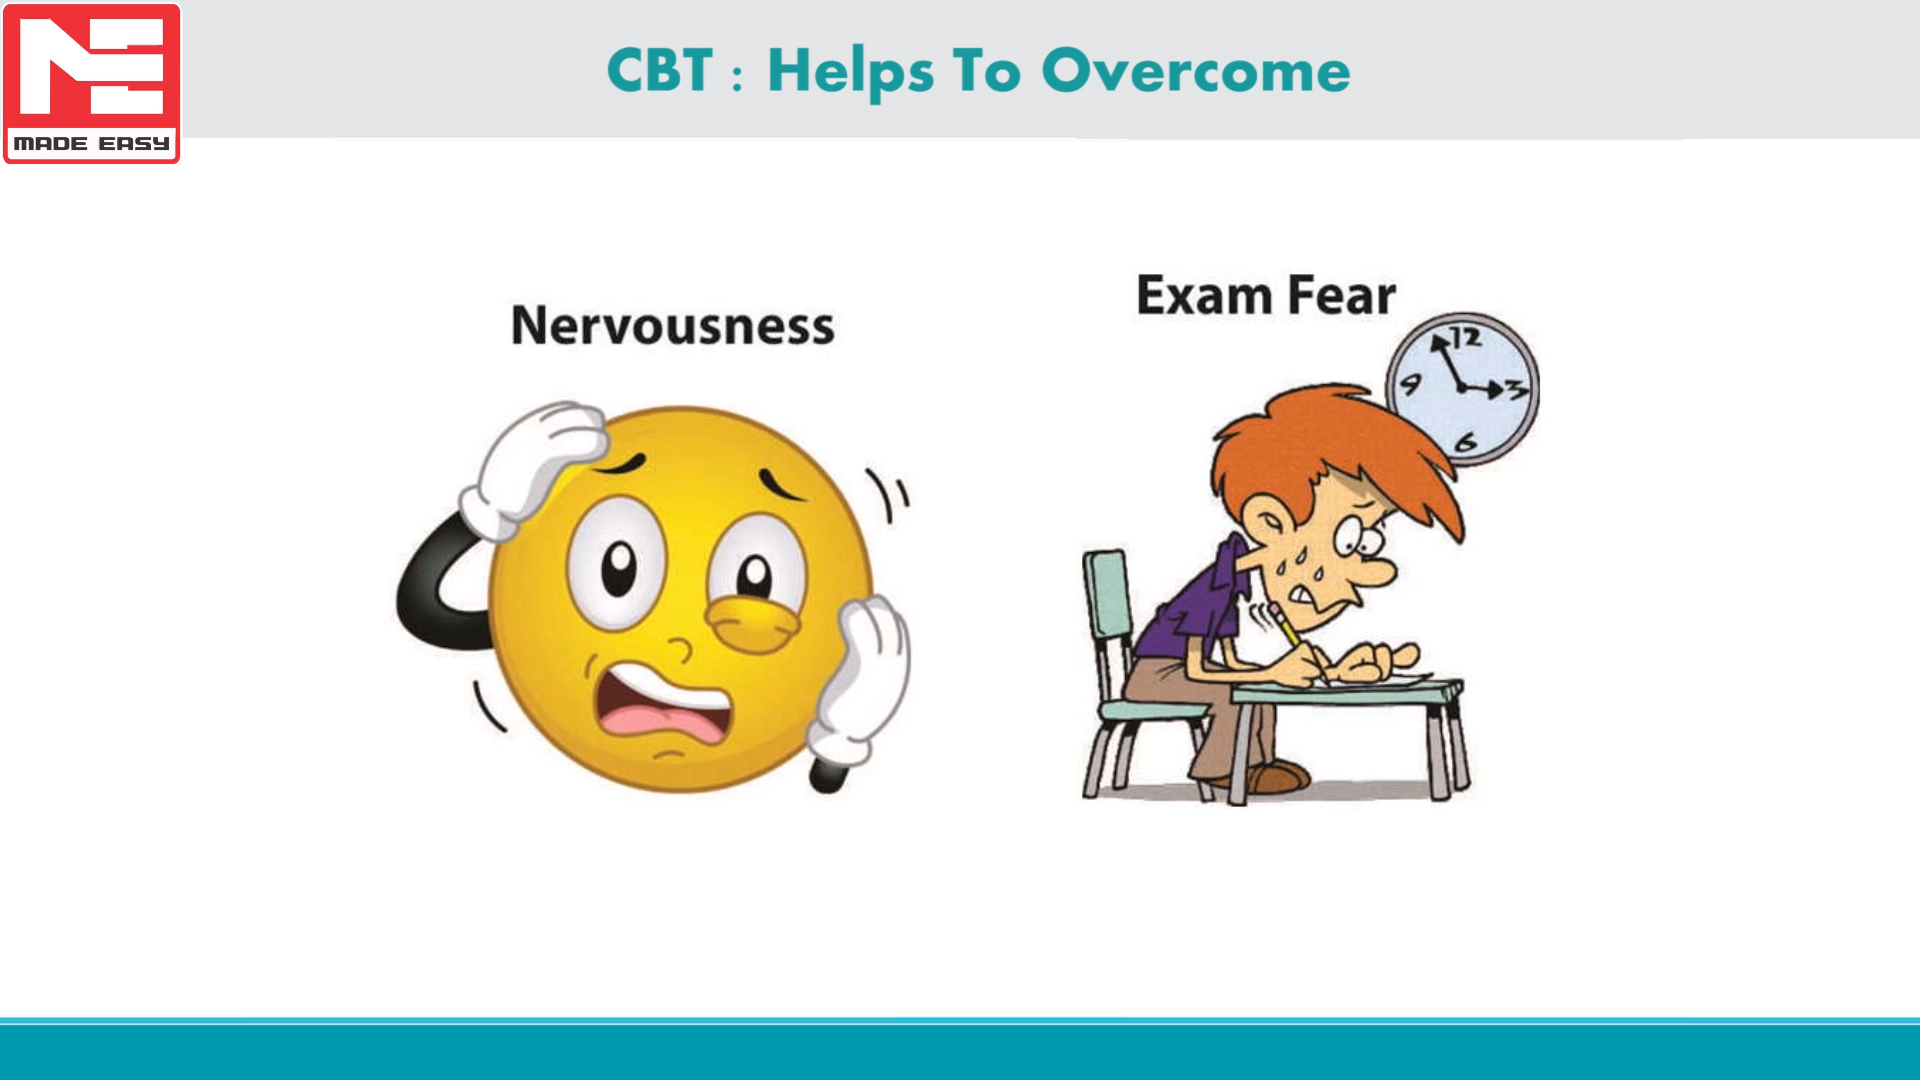 MADE EASY
CBT : Helps To Overcome
Nervousness
Exam Fear
12
9
3
6